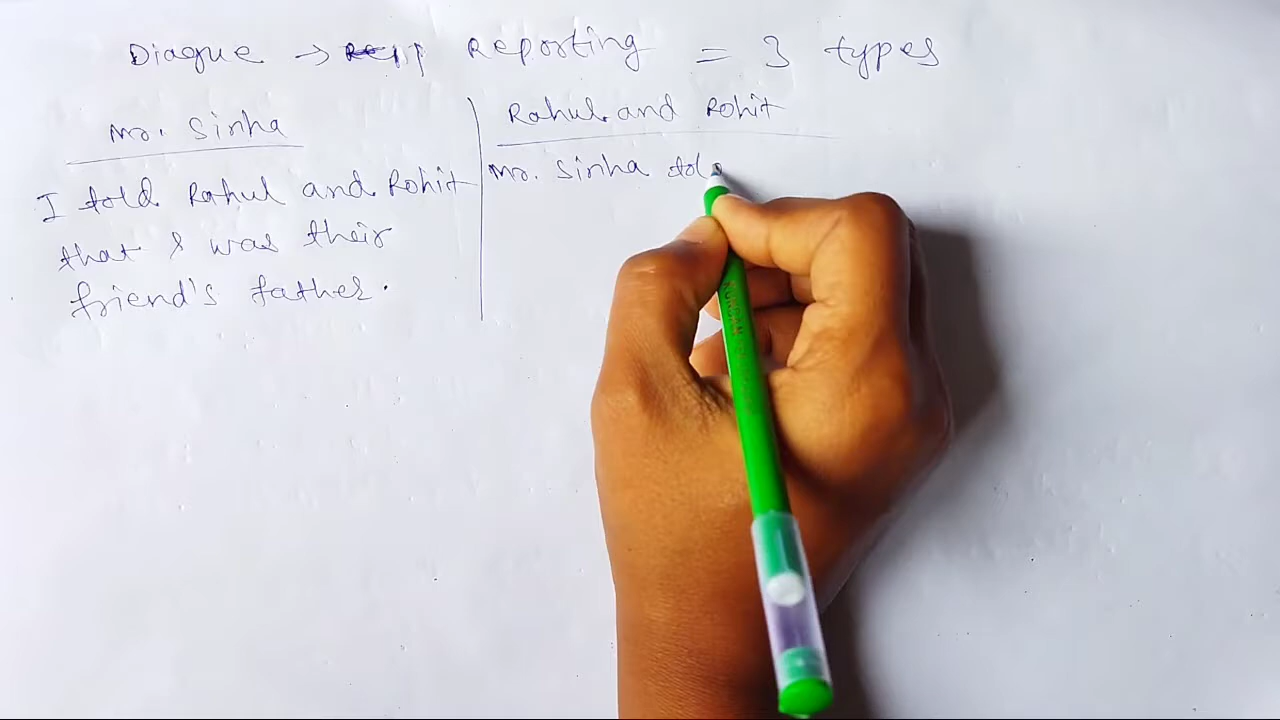 Diaque → Reporting = 3 types
Mr. Sinha
I told Rahul and Rohit
that I was their
friend's father.
Rahul and Rohit
Mr. Sinha tol